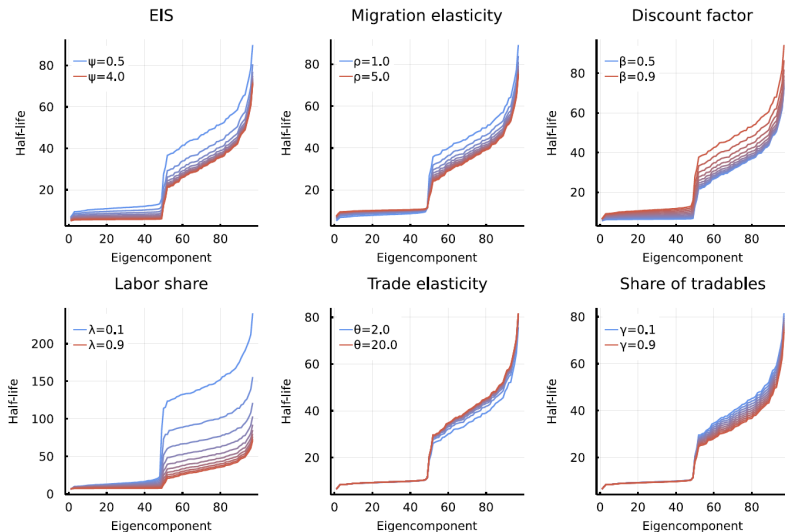 EIS
Migration elasticity
Discount factor
Half-life
80
60
40
20
ψ=0.5
ψ=4.0
0
20
40
60
80
Eigencomponent
Half-life
80
60
40
20
ρ=1.0
ρ=5.0
0
20
40
60
80
Eigencomponent
Half-life
80
60
40
20
β=0.5
β=0.9
0
20
40
60
80
Eigencomponent
Labor share
Trade elasticity
Share of tradables
Half-life
200
150
100
50
0
λ=0.1
λ=0.9
0
20
40
60
80
Eigencomponent
Half-life
80
60
40
20
θ=2.0
θ=20.0
0
20
40
60
80
Eigencomponent
Half-life
80
60
40
20
γ=0.1
γ=0.9
0
20
40
60
80
Eigencomponent